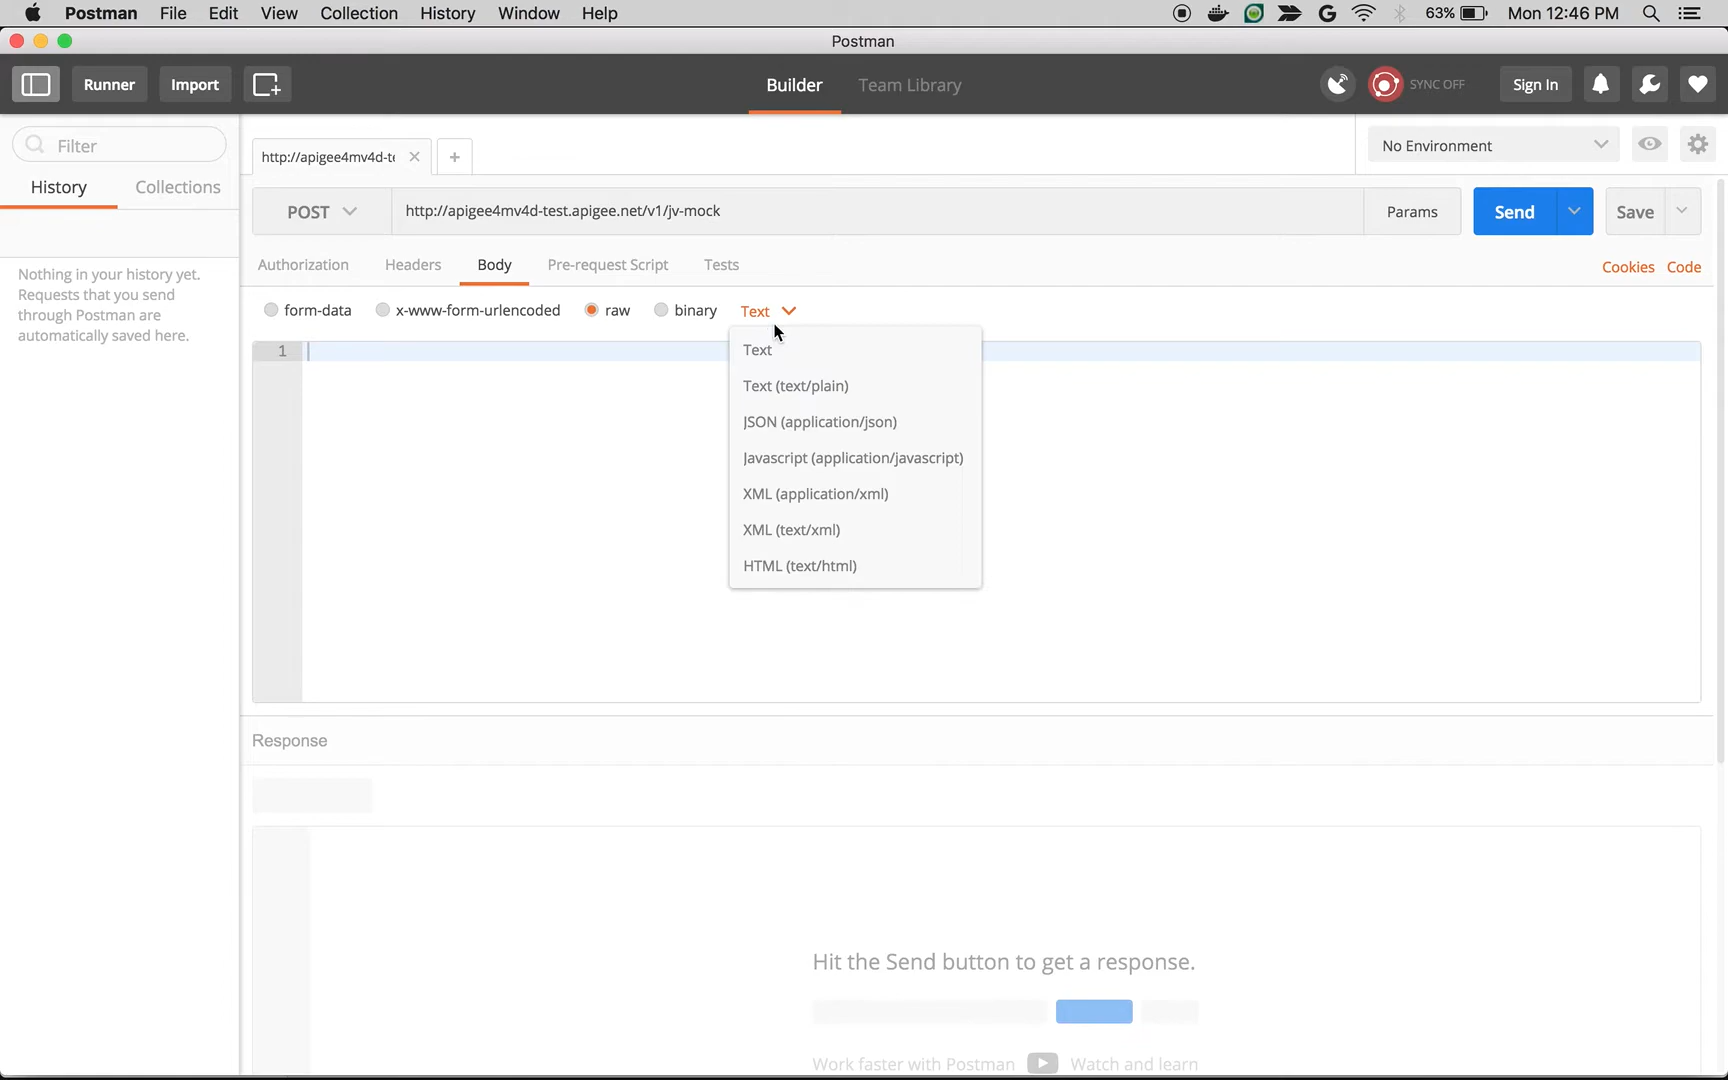 Postman File Edit View Collection History Window Help 63% Mon 12:46 PM
Postman
Runner Import Builder Team Library SYNC OFF Sign In
Filter
http://apigee4mv4d-te
No Environment
History Collections
POST http://apigee4mv4d-test.apigee.net/v1/jv-mock Params Send Save
Authorization Headers Body Pre-request Script Tests Cookies Code
Nothing in your history yet.
Requests that you send
through Postman are
automatically saved here.
form-data x-www-form-urlencoded raw binary Text
1
Text
Text (text/plain)
JSON (application/json)
Javascript (application/javascript)
XML (application/xml)
XML (text/xml)
HTML (text/html)
Response
Hit the Send button to get a response.
Work faster with Postman Watch and learn